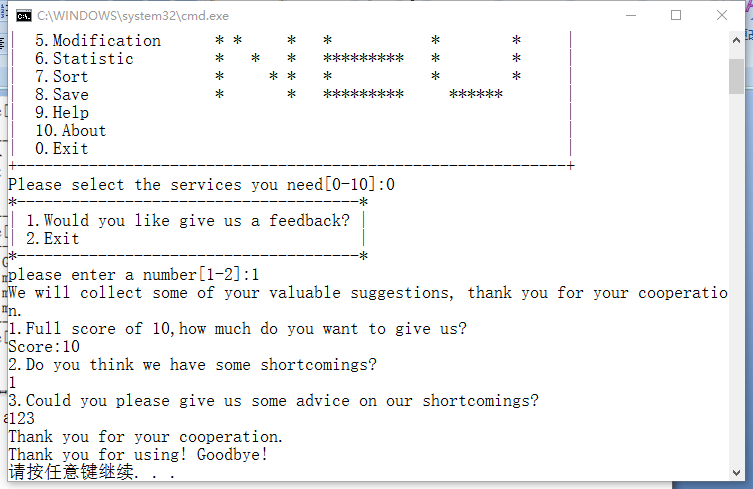 C:\WINDOWS\system32\cmd.exe
|  5.Modification      * *     *   *           *        *     |
|  6.Statistic         *   *   *   *********   *        *     |
|  7.Sort              *     * *   *           *        *     |
|  8.Save              *       *   *********     ******       |
|  9.Help                                                     |
|  10.About                                                   |
|  0.Exit                                                     |
+-------------------------------------------------------------+
Please select the services you need[0-10]:0
*--------------------------------------*
| 1.Would you like give us a feedback? |
| 2.Exit                               |
*--------------------------------------*
please enter a number[1-2]:1
We will collect some of your valuable suggestions, thank you for your cooperatio
n.
1.Full score of 10,how much do you want to give us?
Score:10
2.Do you think we have some shortcomings?
1
3.Could you please give us some advice on our shortcomings?
123
Thank you for your cooperation.
Thank you for using! Goodbye!
请按任意键继续. . .